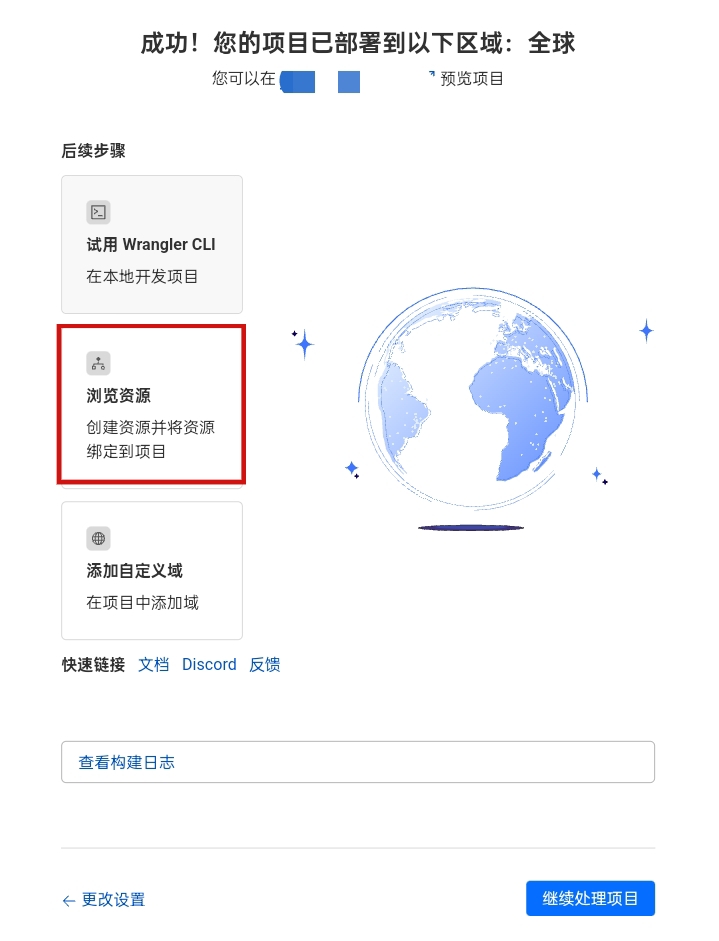 成功！您的项目已部署到以下区域：全球
您可以在 预览项目
后续步骤
试用 Wrangler CLI
在本地开发项目
浏览资源
创建资源并将资源
绑定到项目
添加自定义域
在项目中添加域
快速链接 文档 Discord 反馈
查看构建日志
← 更改设置
继续处理项目